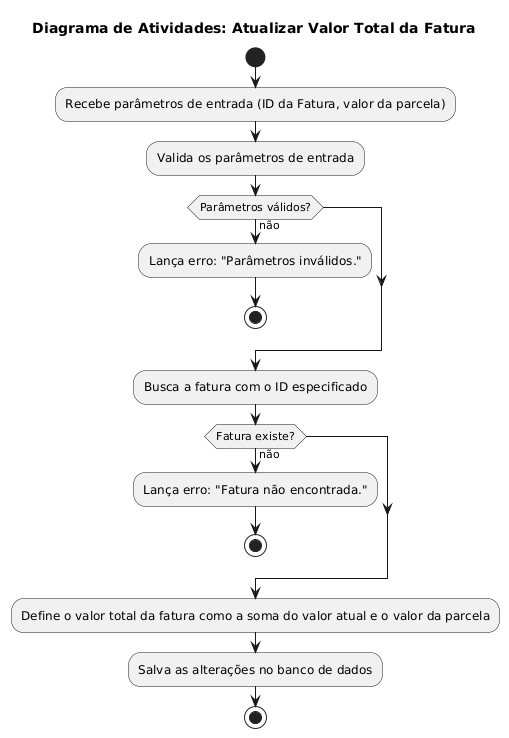 Diagrama de Atividades: Atualizar Valor Total da Fatura
Recebe parâmetros de entrada (ID da Fatura, valor da parcela)
Valida os parâmetros de entrada
Parâmetros válidos?
não
Lança erro: "Parâmetros inválidos."
Busca a fatura com o ID especificado
Fatura existe?
não
Lança erro: "Fatura não encontrada."
Define o valor total da fatura como a soma do valor atual e o valor da parcela
Salva as alterações no banco de dados